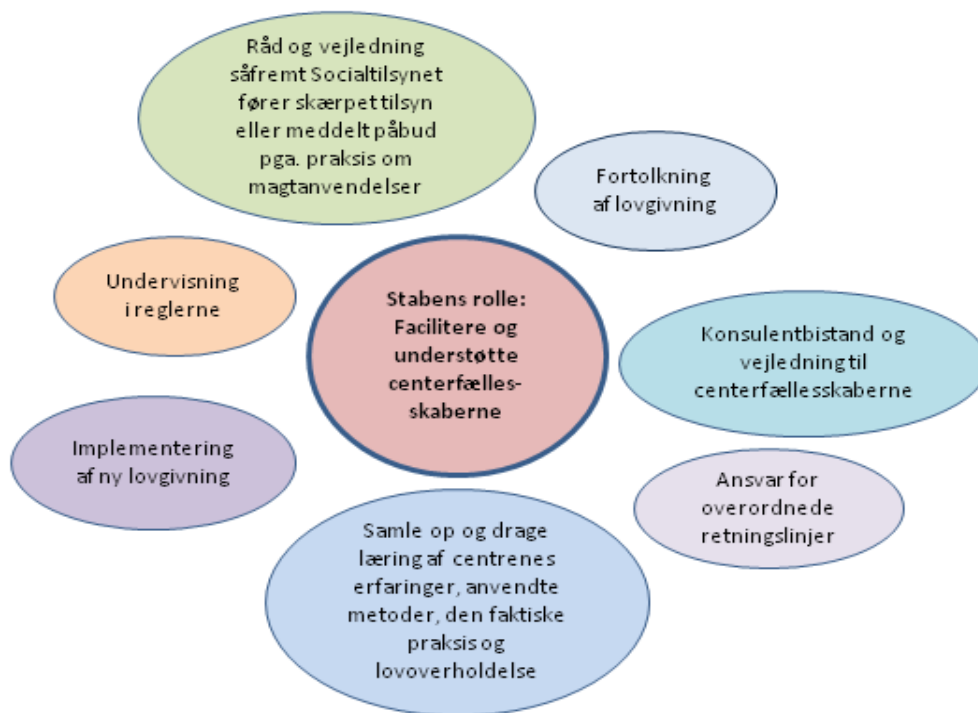 Råd og vejledning
såfremt Socialtilsynet
fører skærpet tilsyn
eller meddelt påbud
pga. praksis om
magtanvendelser
Fortolkning
af lovgivning
Undervisning
i reglerne
Stabens rolle:
Facilitere og
understøtte
centerfælles-
skaberne
Konsulentbistand og
vejledning til
centerfællesskaberne
Implementering
af ny lovgivning
Ansvar for
overordnede
retningslinjer
Samle op og drage
læring af centrenes
erfaringer, anvendte
metoder, den faktiske
praksis og
lovoverholdelse